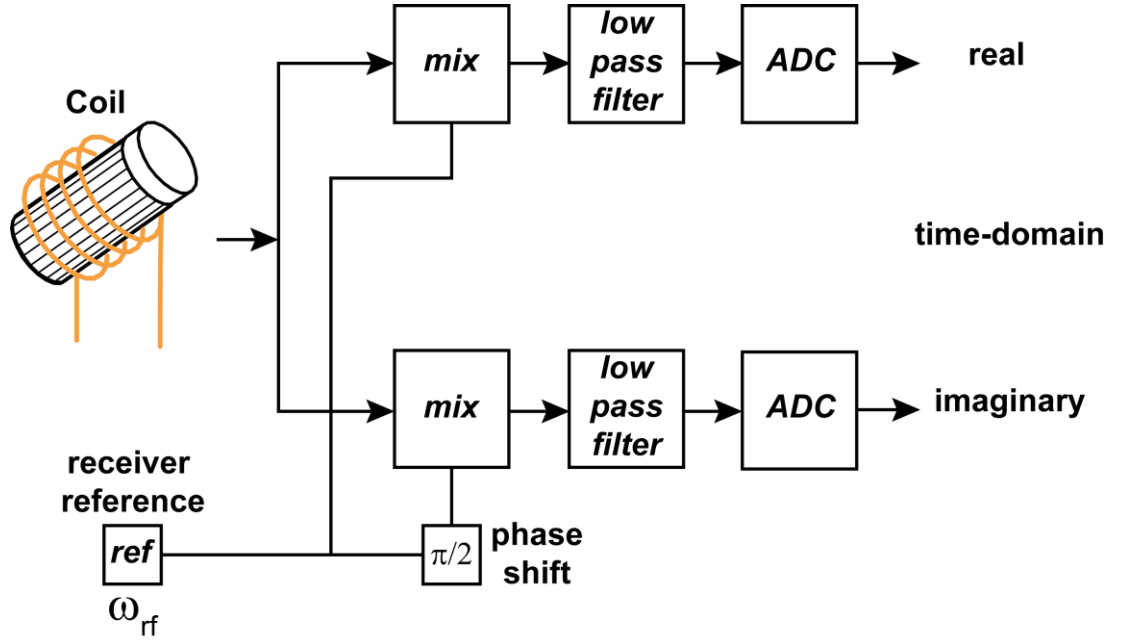 Coil
mix
low
pass
filter
ADC
real
time-domain
mix
low
pass
filter
ADC
imaginary
receiver
reference
ref
ω_rf
π/2
phase
shift